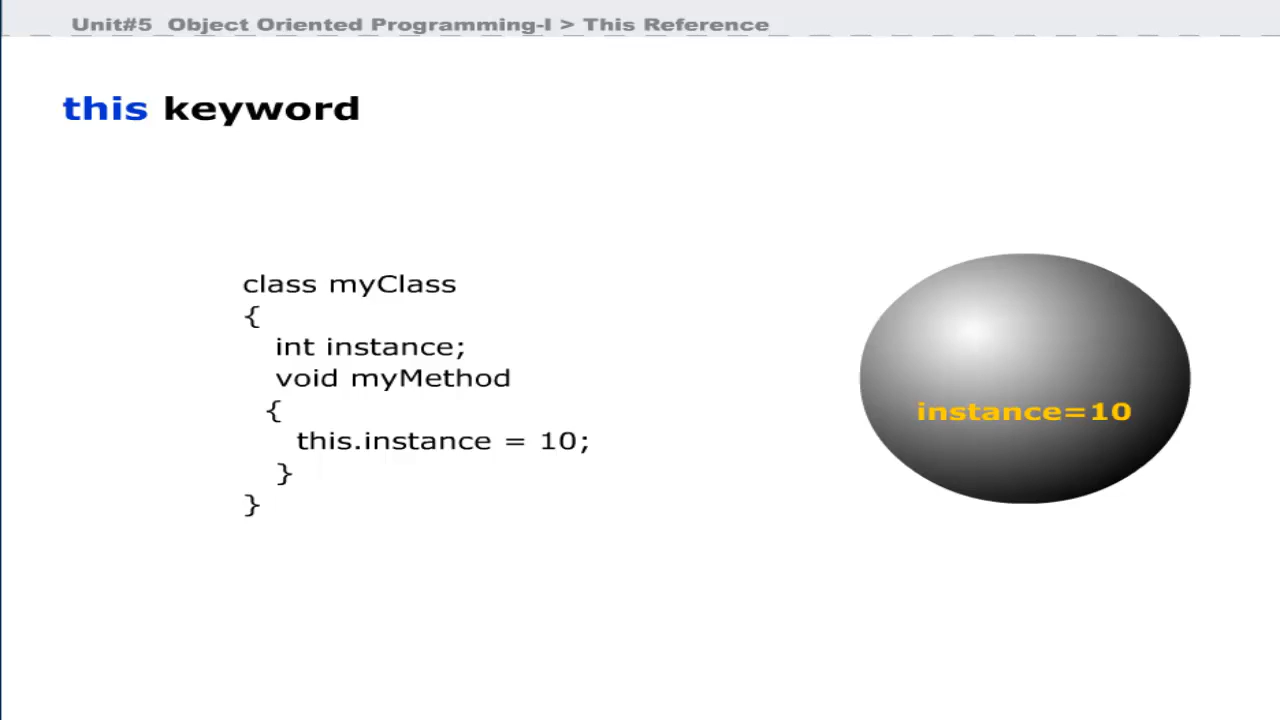 Unit#5 Object Oriented Programming-I > This Reference
this keyword
class myClass
{
int instance;
void myMethod
{
this.instance = 10;
}
}
instance=10